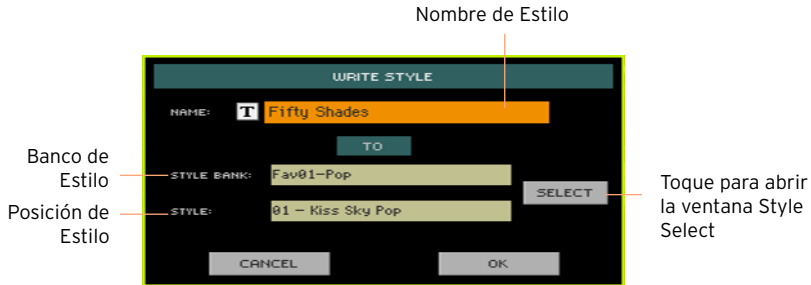 Nombre de Estilo
WRITE STYLE
NAME: T Fifty Shades
TO
Banco de
Estilo
STYLE BANK: Fav01-Pop
SELECT
Toque para abrir
la ventana Style
Select
Posición de
Estilo
STYLE: 01 - Kiss Sky Pop
CANCEL OK